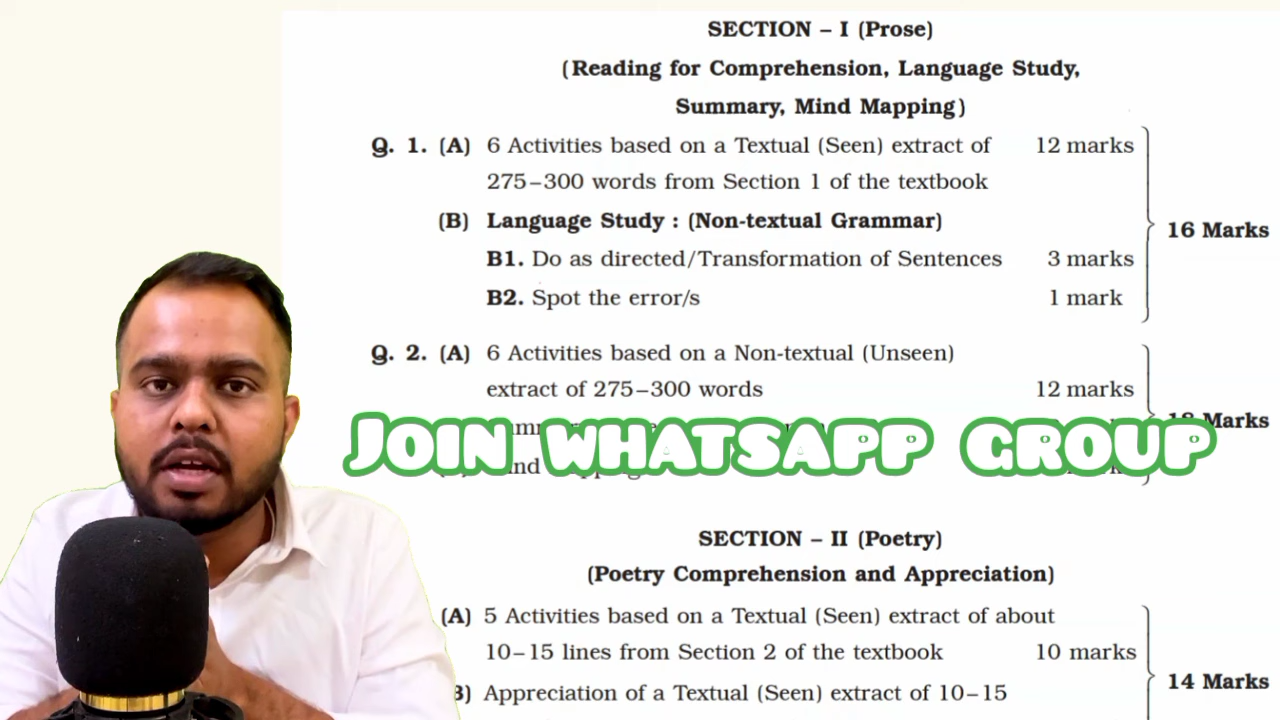 SECTION – I (Prose)
(Reading for Comprehension, Language Study,
Summary, Mind Mapping)
Q. 1. (A) 6 Activities based on a Textual (Seen) extract of 12 marks
275–300 words from Section 1 of the textbook
(B) Language Study : (Non-textual Grammar)
16 Marks
B1. Do as directed/Transformation of Sentences 3 marks
B2. Spot the error/s 1 mark
Q. 2. (A) 6 Activities based on a Non-textual (Unseen)
extract of 275–300 words 12 marks
Marks
JOIN WHATSAPP GROUP
SECTION – II (Poetry)
(Poetry Comprehension and Appreciation)
(A) 5 Activities based on a Textual (Seen) extract of about
10–15 lines from Section 2 of the textbook 10 marks
14 Marks
Appreciation of a Textual (Seen) extract of 10–15